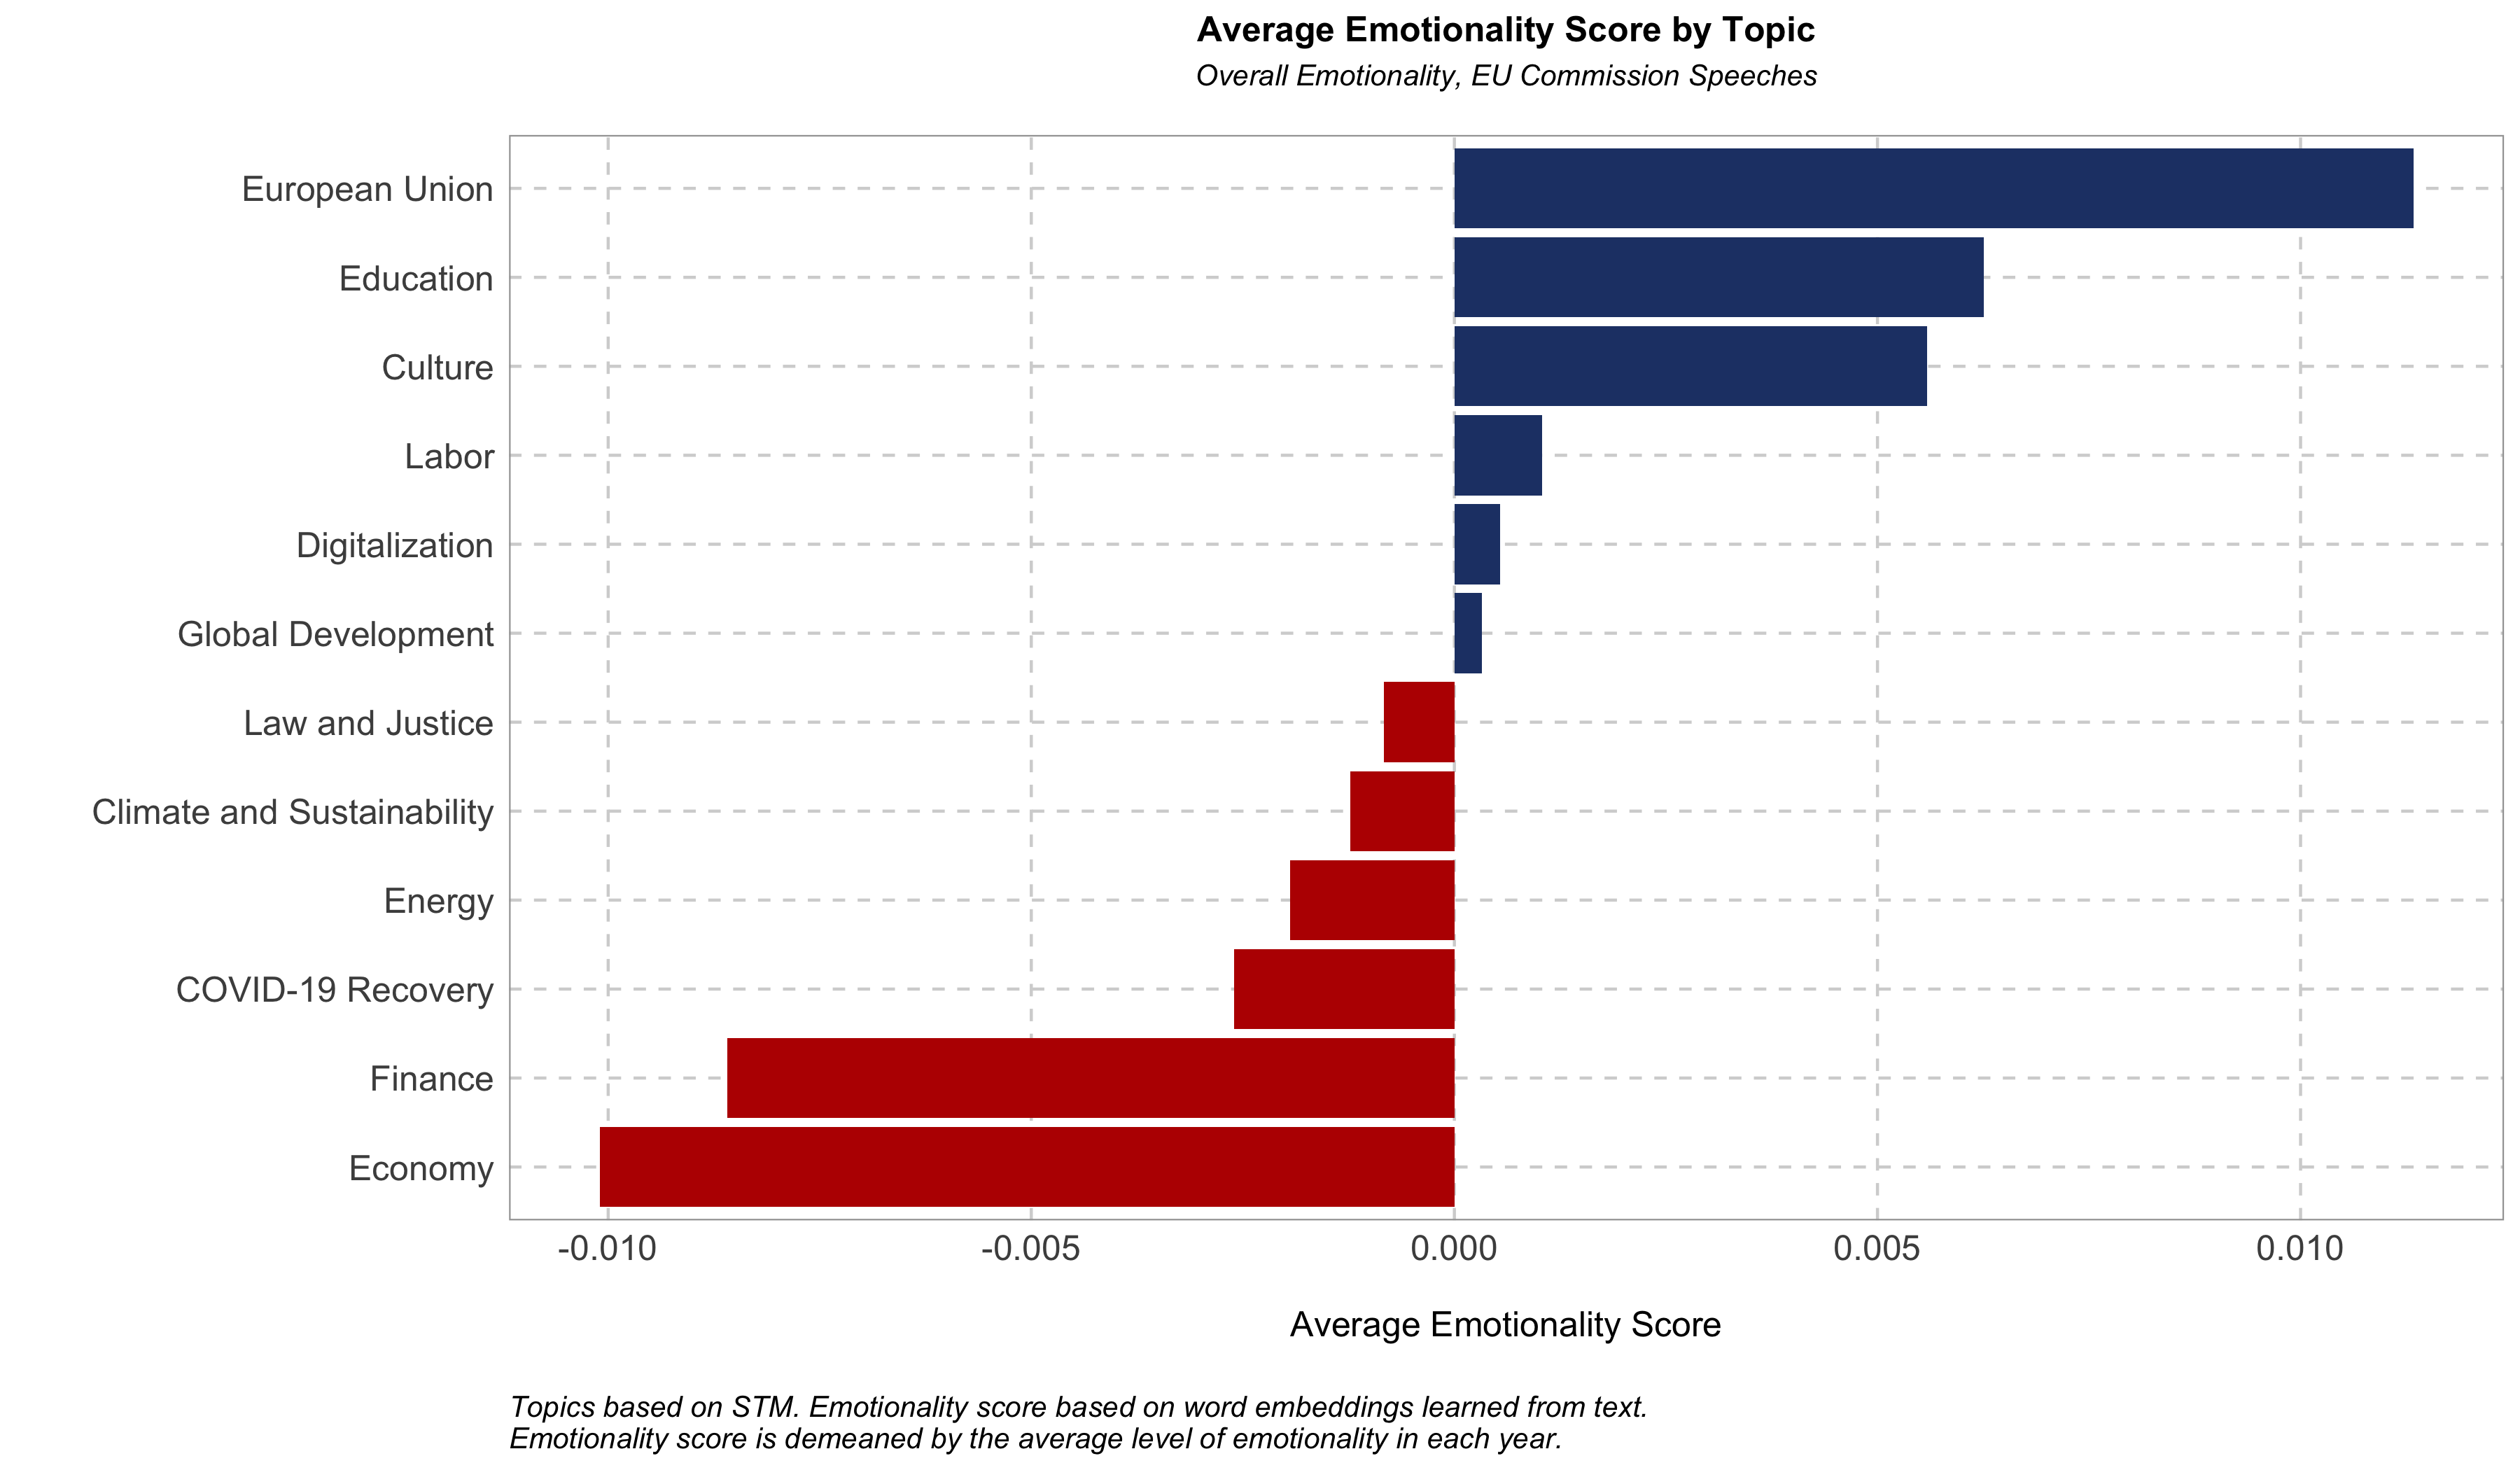 Average Emotionality Score by Topic
Overall Emotionality, EU Commission Speeches
European Union
Education
Culture
Labor
Digitalization
Global Development
Law and Justice
Climate and Sustainability
Energy
COVID-19 Recovery
Finance
Economy
-0.010 -0.005 0.000 0.005 0.010
Average Emotionality Score
Topics based on STM. Emotionality score based on word embeddings learned from text.
Emotionality score is demeaned by the average level of emotionality in each year.